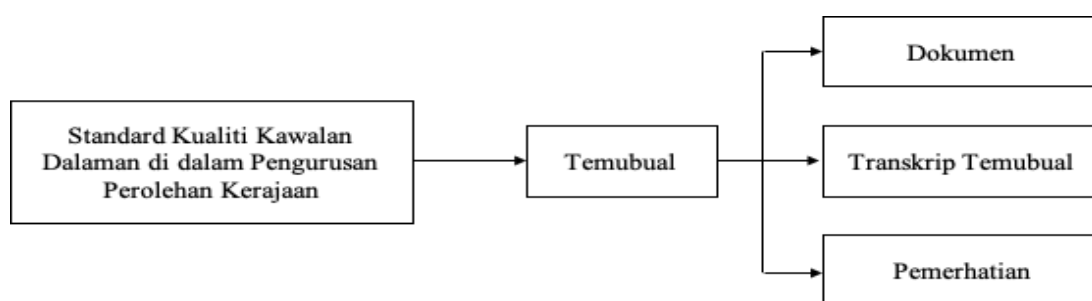 Standard Kualiti Kawalan
Dalaman di dalam Pengurusan
Perolehan Kerajaan
Temubual
Dokumen
Transkrip Temubual
Pemerhatian